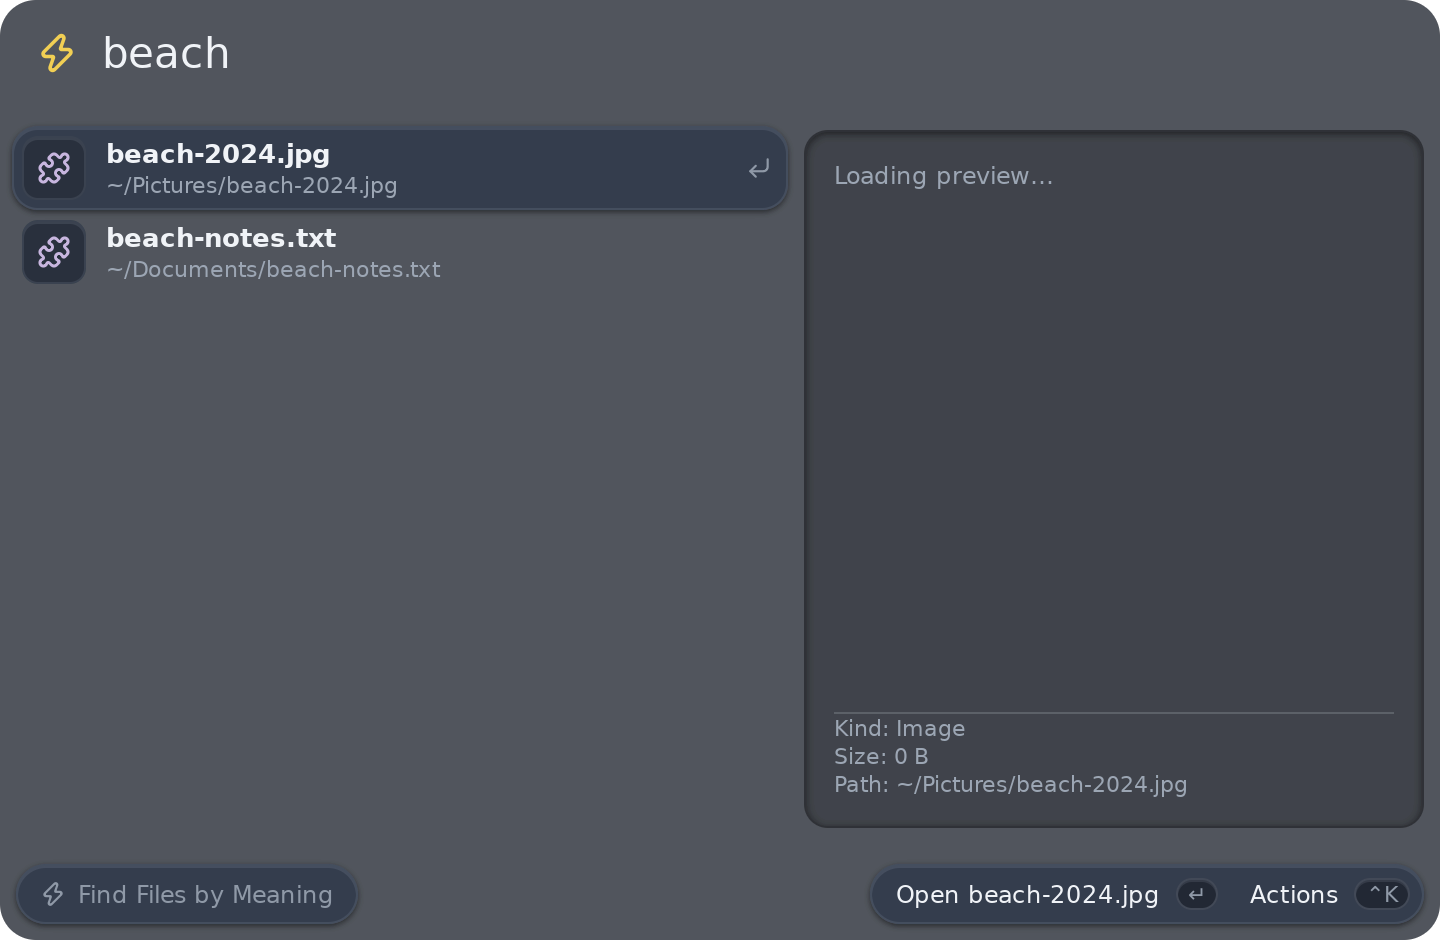 beach
beach-2024.jpg
~/Pictures/beach-2024.jpg
beach-notes.txt
~/Documents/beach-notes.txt
Loading preview…
Kind: Image
Size: 0 B
Path: ~/Pictures/beach-2024.jpg
Find Files by Meaning
Open beach-2024.jpg ↵ Actions ⌃K